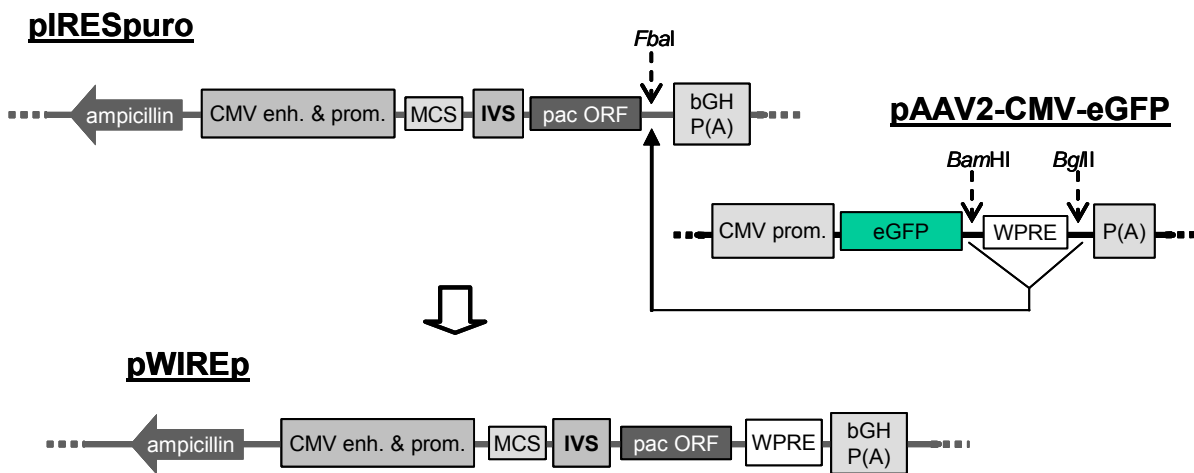 pIRESpuro
FbaI
ampicillin
CMV enh. & prom.
MCS
IVS
pac ORF
bGH
P(A)
pAAV2-CMV-eGFP
BamHI
BglII
CMV prom.
eGFP
WPRE
P(A)
pWIREp
ampicillin
CMV enh. & prom.
MCS
IVS
pac ORF
WPRE
bGH
P(A)